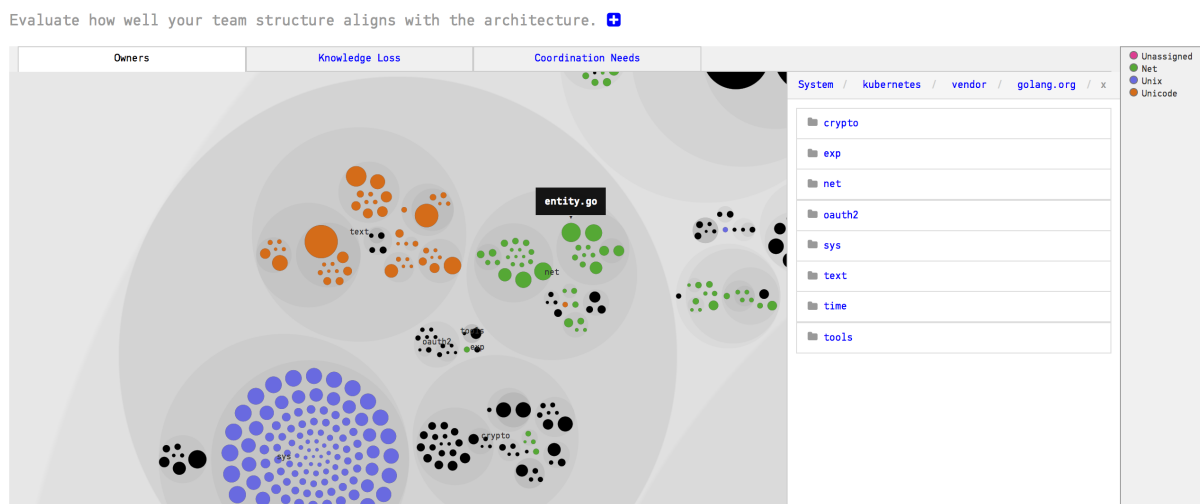 Evaluate how well your team structure aligns with the architecture.
Owners
Knowledge Loss
Coordination Needs
Unassigned
Net
Unix
Unicode
System / kubernetes / vendor / golang.org / x
crypto
exp
net
oauth2
sys
text
time
tools
entity.go
text
net
tools
oauth2
exp
crypto
sys